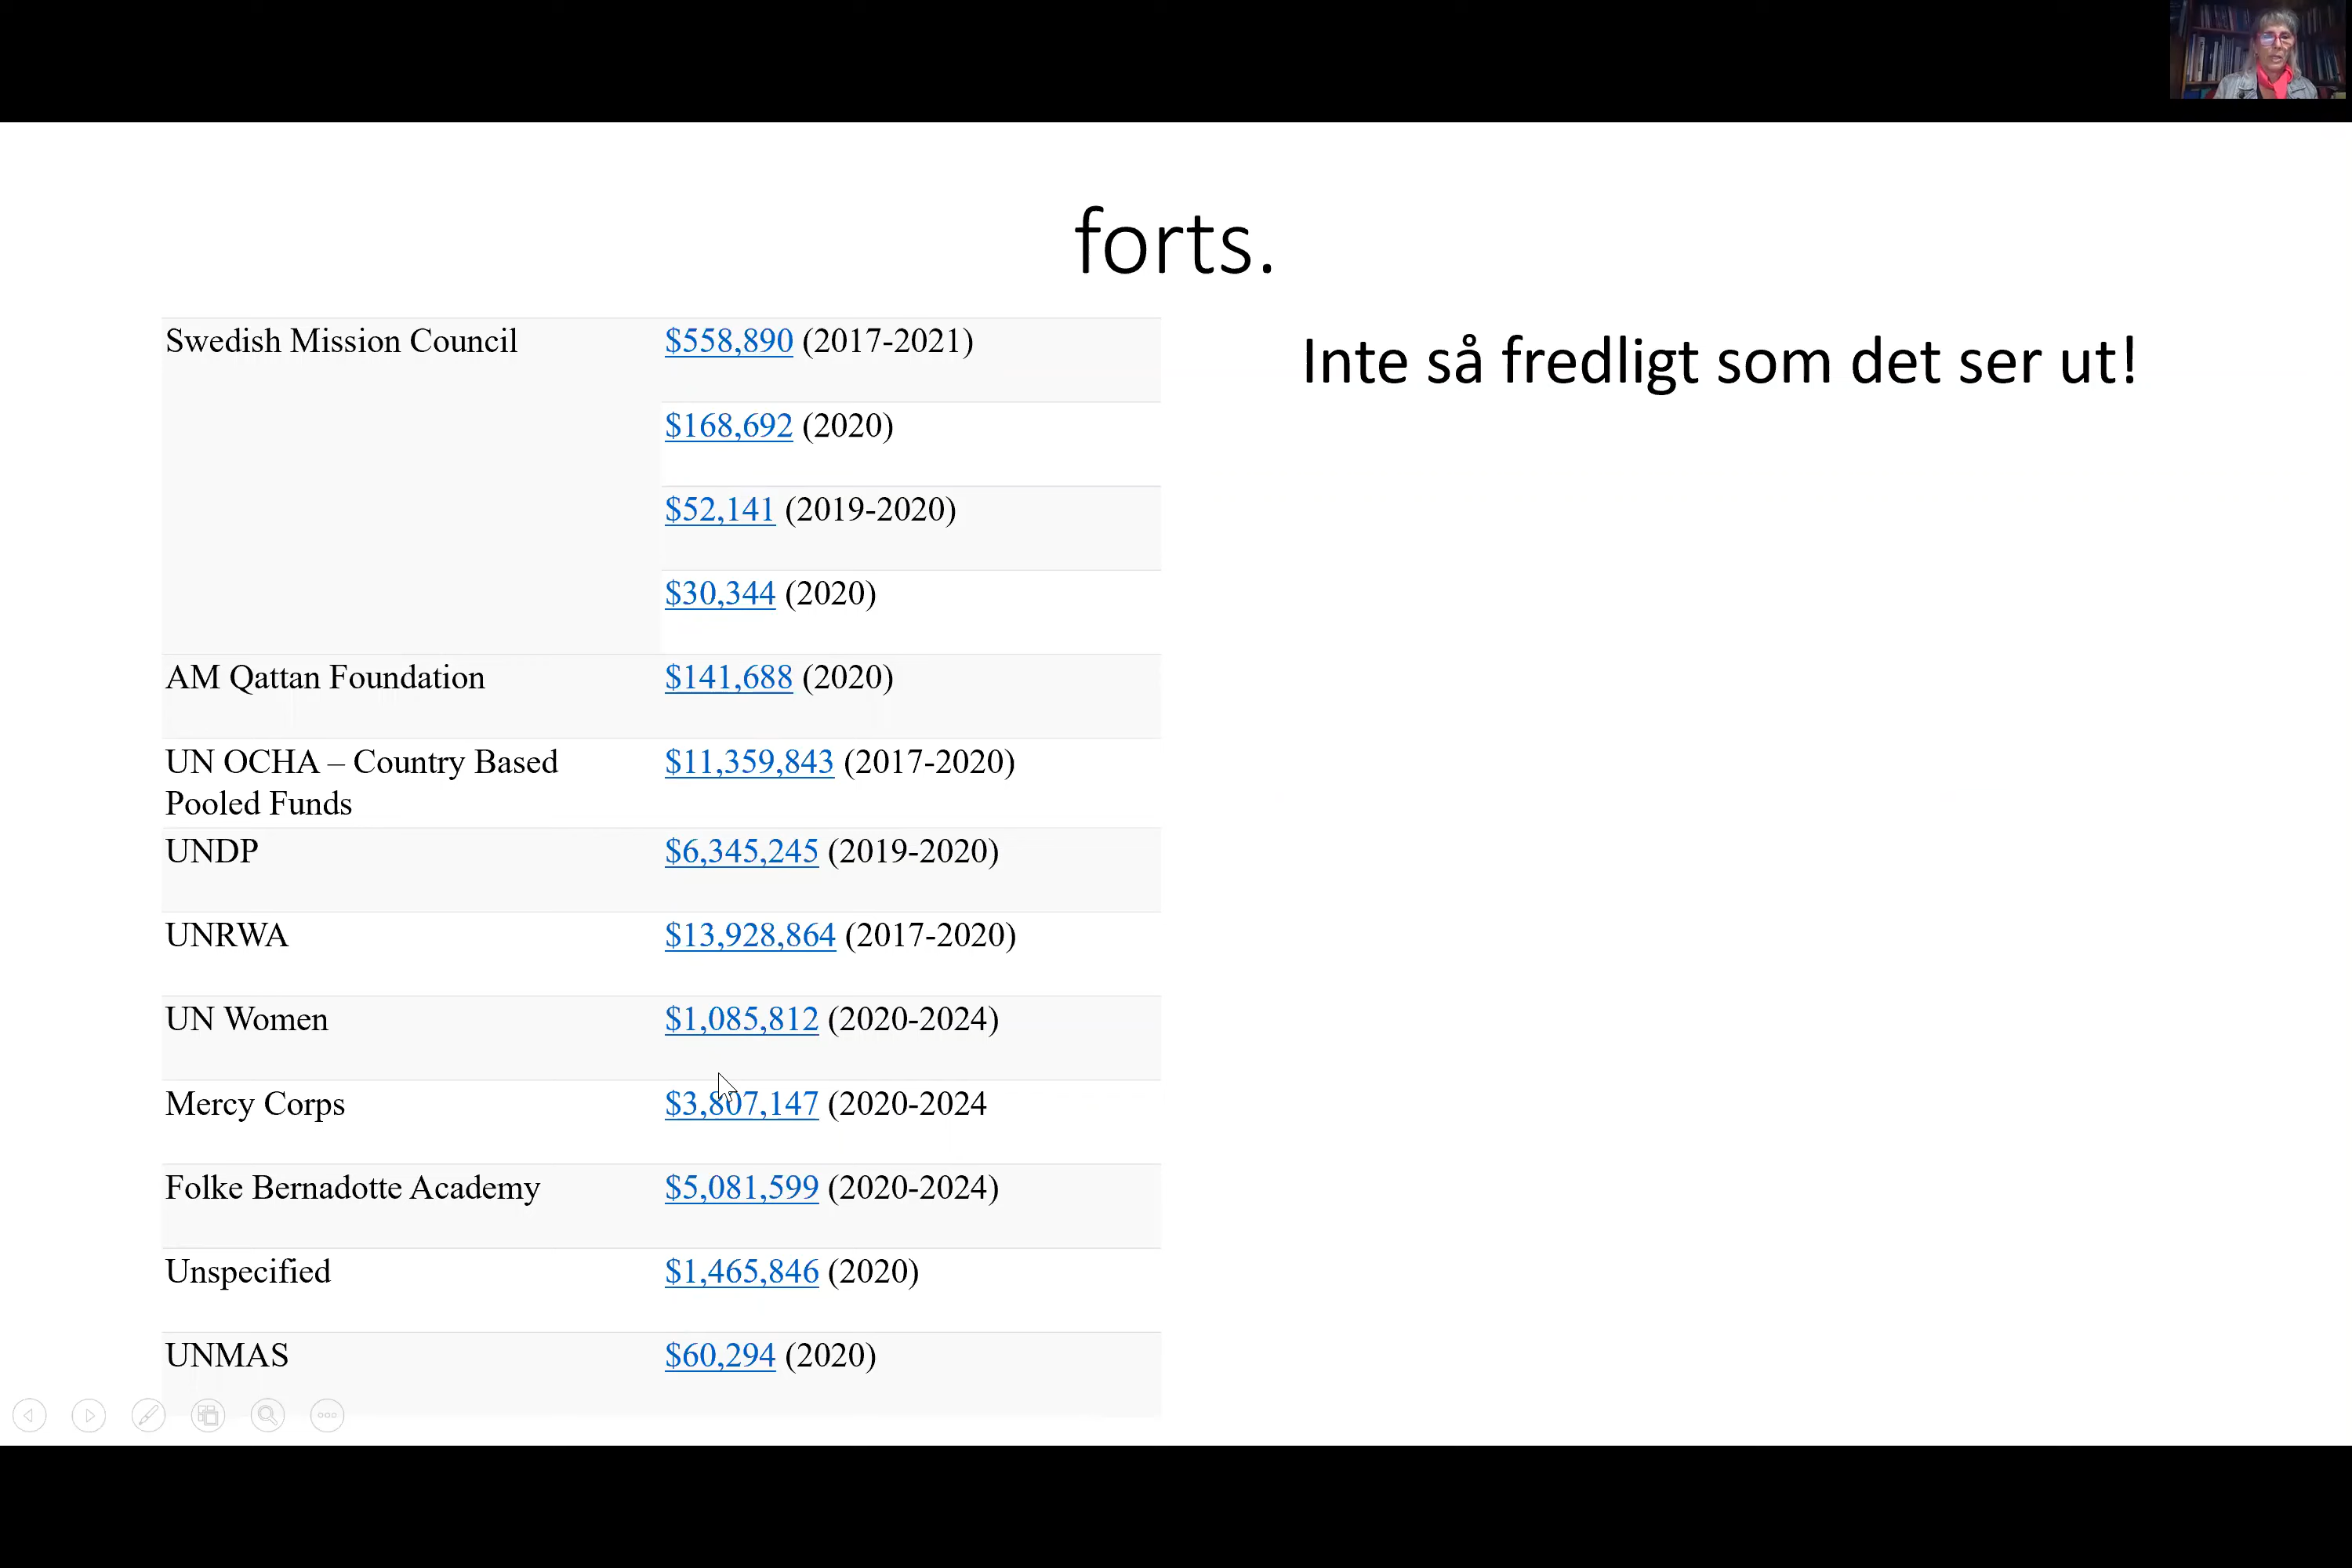 forts.
Swedish Mission Council
$558,890 (2017-2021)
$168,692 (2020)
$52,141 (2019-2020)
$30,344 (2020)
AM Qattan Foundation
$141,688 (2020)
UN OCHA – Country Based
Pooled Funds
$11,359,843 (2017-2020)
UNDP
$6,345,245 (2019-2020)
UNRWA
$13,928,864 (2017-2020)
UN Women
$1,085,812 (2020-2024)
Mercy Corps
$3,807,147 (2020-2024
Folke Bernadotte Academy
$5,081,599 (2020-2024)
Unspecified
$1,465,846 (2020)
UNMAS
$60,294 (2020)
Inte så fredligt som det ser ut!